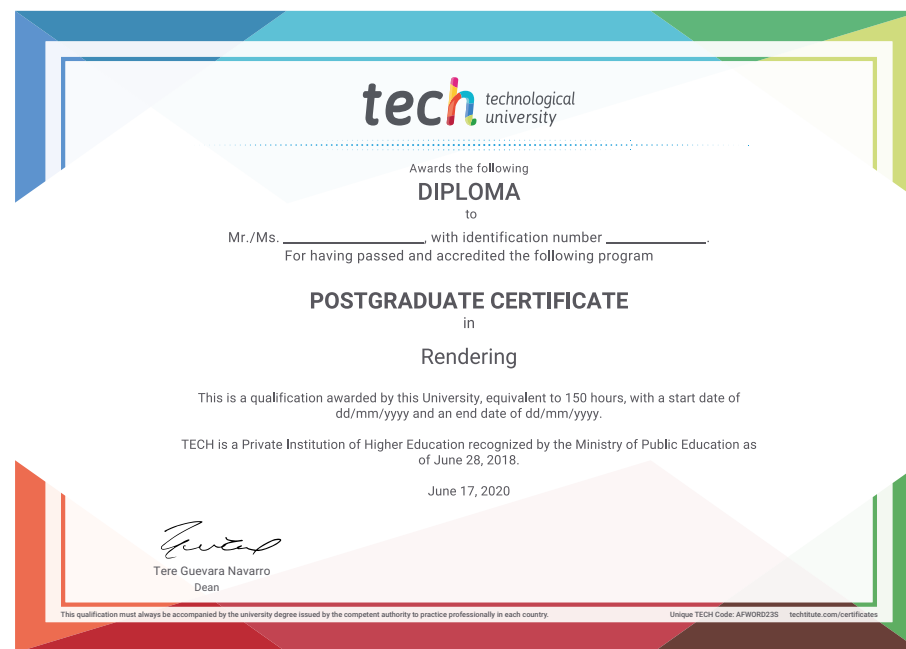 tech technological
university
Awards the following
DIPLOMA
to
Mr./Ms. ____________, with identification number ____________.
For having passed and accredited the following program
POSTGRADUATE CERTIFICATE
in
Rendering
This is a qualification awarded by this University, equivalent to 150 hours, with a start date of
dd/mm/yyyy and an end date of dd/mm/yyyy.
TECH is a Private Institution of Higher Education recognized by the Ministry of Public Education as
of June 28, 2018.
June 17, 2020
Tere Guevara Navarro
Dean
This qualification must always be accompanied by the university degree issued by the competent authority to practice professionally in each country. Unique TECH Code: AFWORD23S techtitute.com/certificates